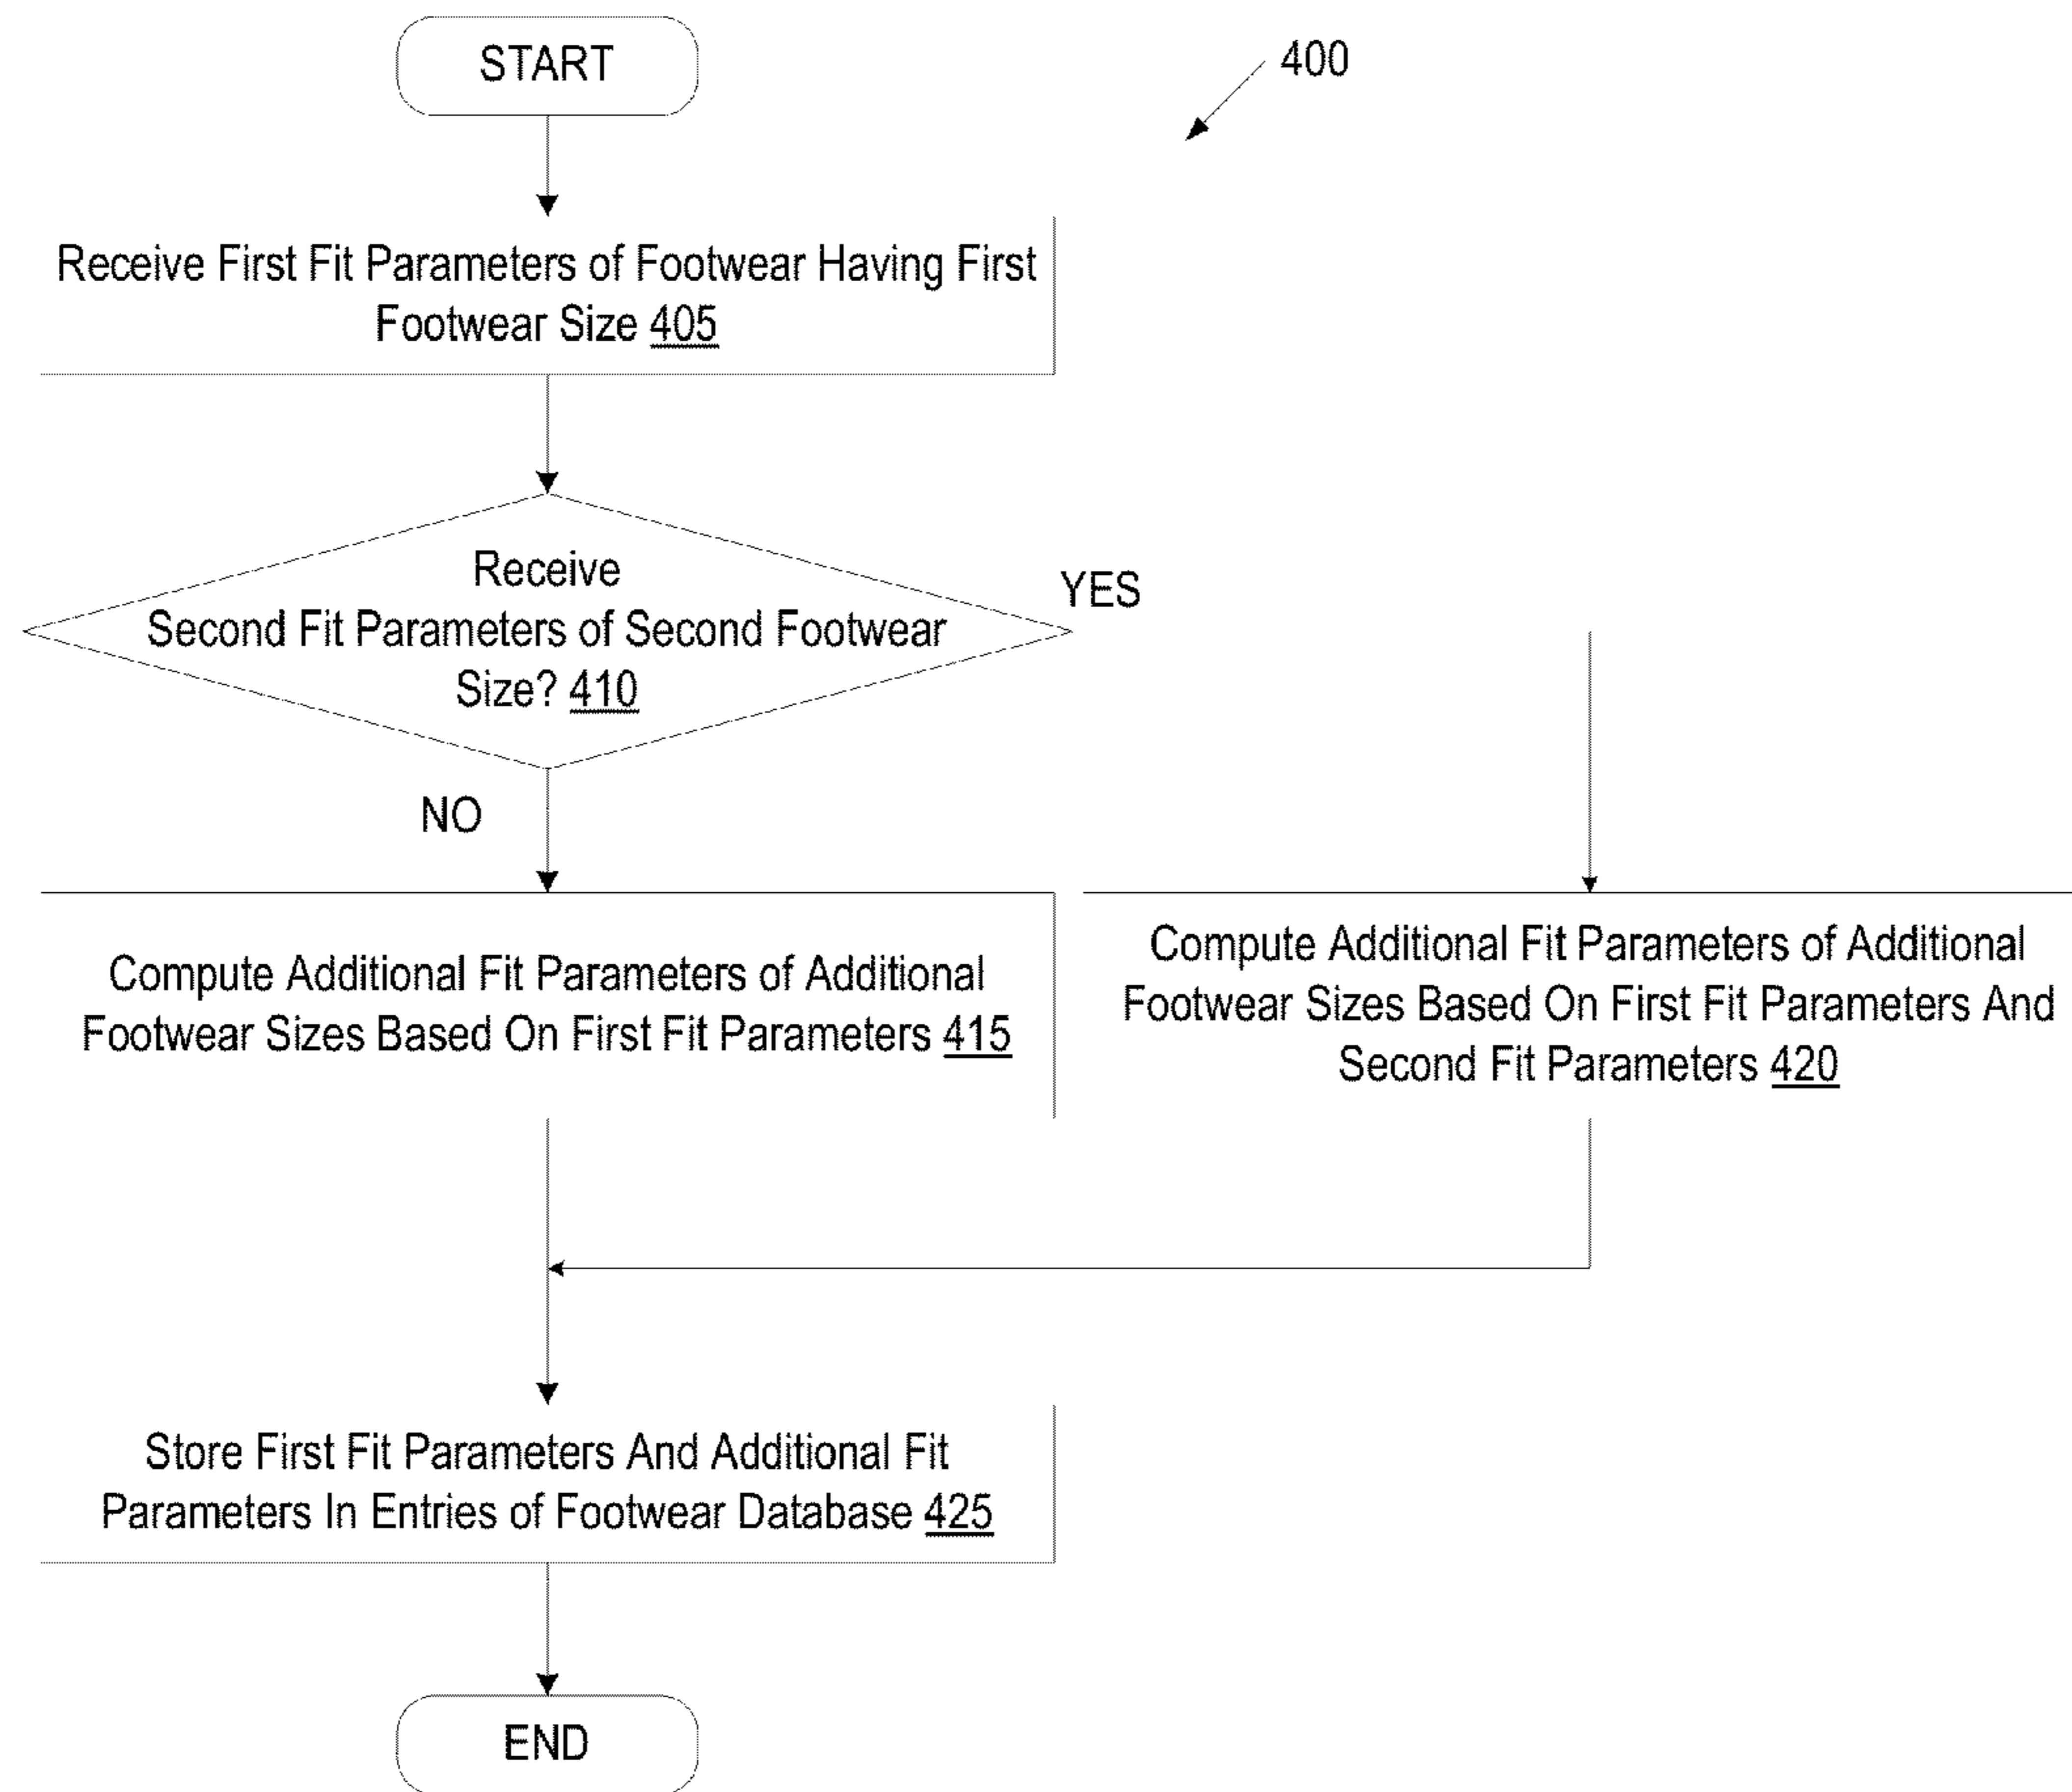 START
400
Receive First Fit Parameters of Footwear Having First
Footwear Size 405
Receive
Second Fit Parameters of Second Footwear
Size? 410
YES
NO
Compute Additional Fit Parameters of Additional
Footwear Sizes Based On First Fit Parameters 415
Compute Additional Fit Parameters of Additional
Footwear Sizes Based On First Fit Parameters And
Second Fit Parameters 420
Store First Fit Parameters And Additional Fit
Parameters In Entries of Footwear Database 425
END